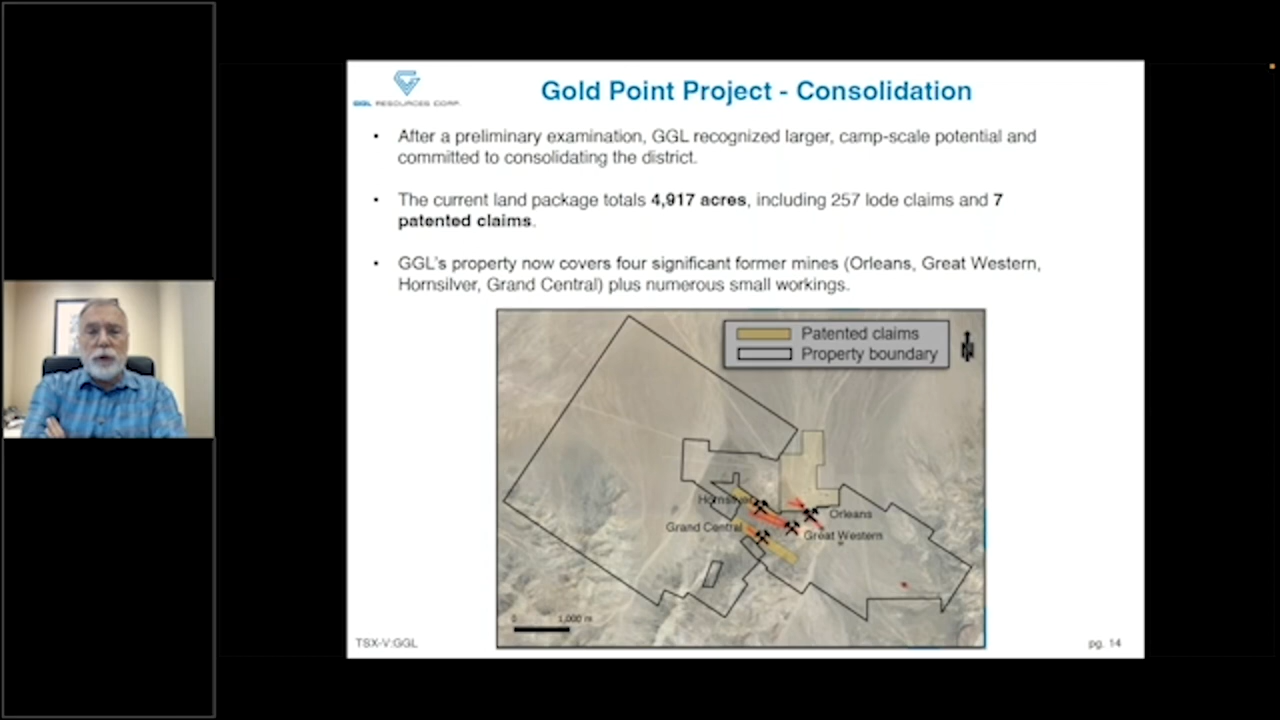 GGL RESOURCES CORP.
Gold Point Project - Consolidation
• After a preliminary examination, GGL recognized larger, camp-scale potential and
committed to consolidating the district.
• The current land package totals 4,917 acres, including 257 lode claims and 7
patented claims.
• GGL's property now covers four significant former mines (Orleans, Great Western,
Hornsilver, Grand Central) plus numerous small workings.
Patented claims
Property boundary
N
Hornsilver
Orleans
Grand Central
Great Western
0 1,000 m
TSX-V:GGL
pg. 14